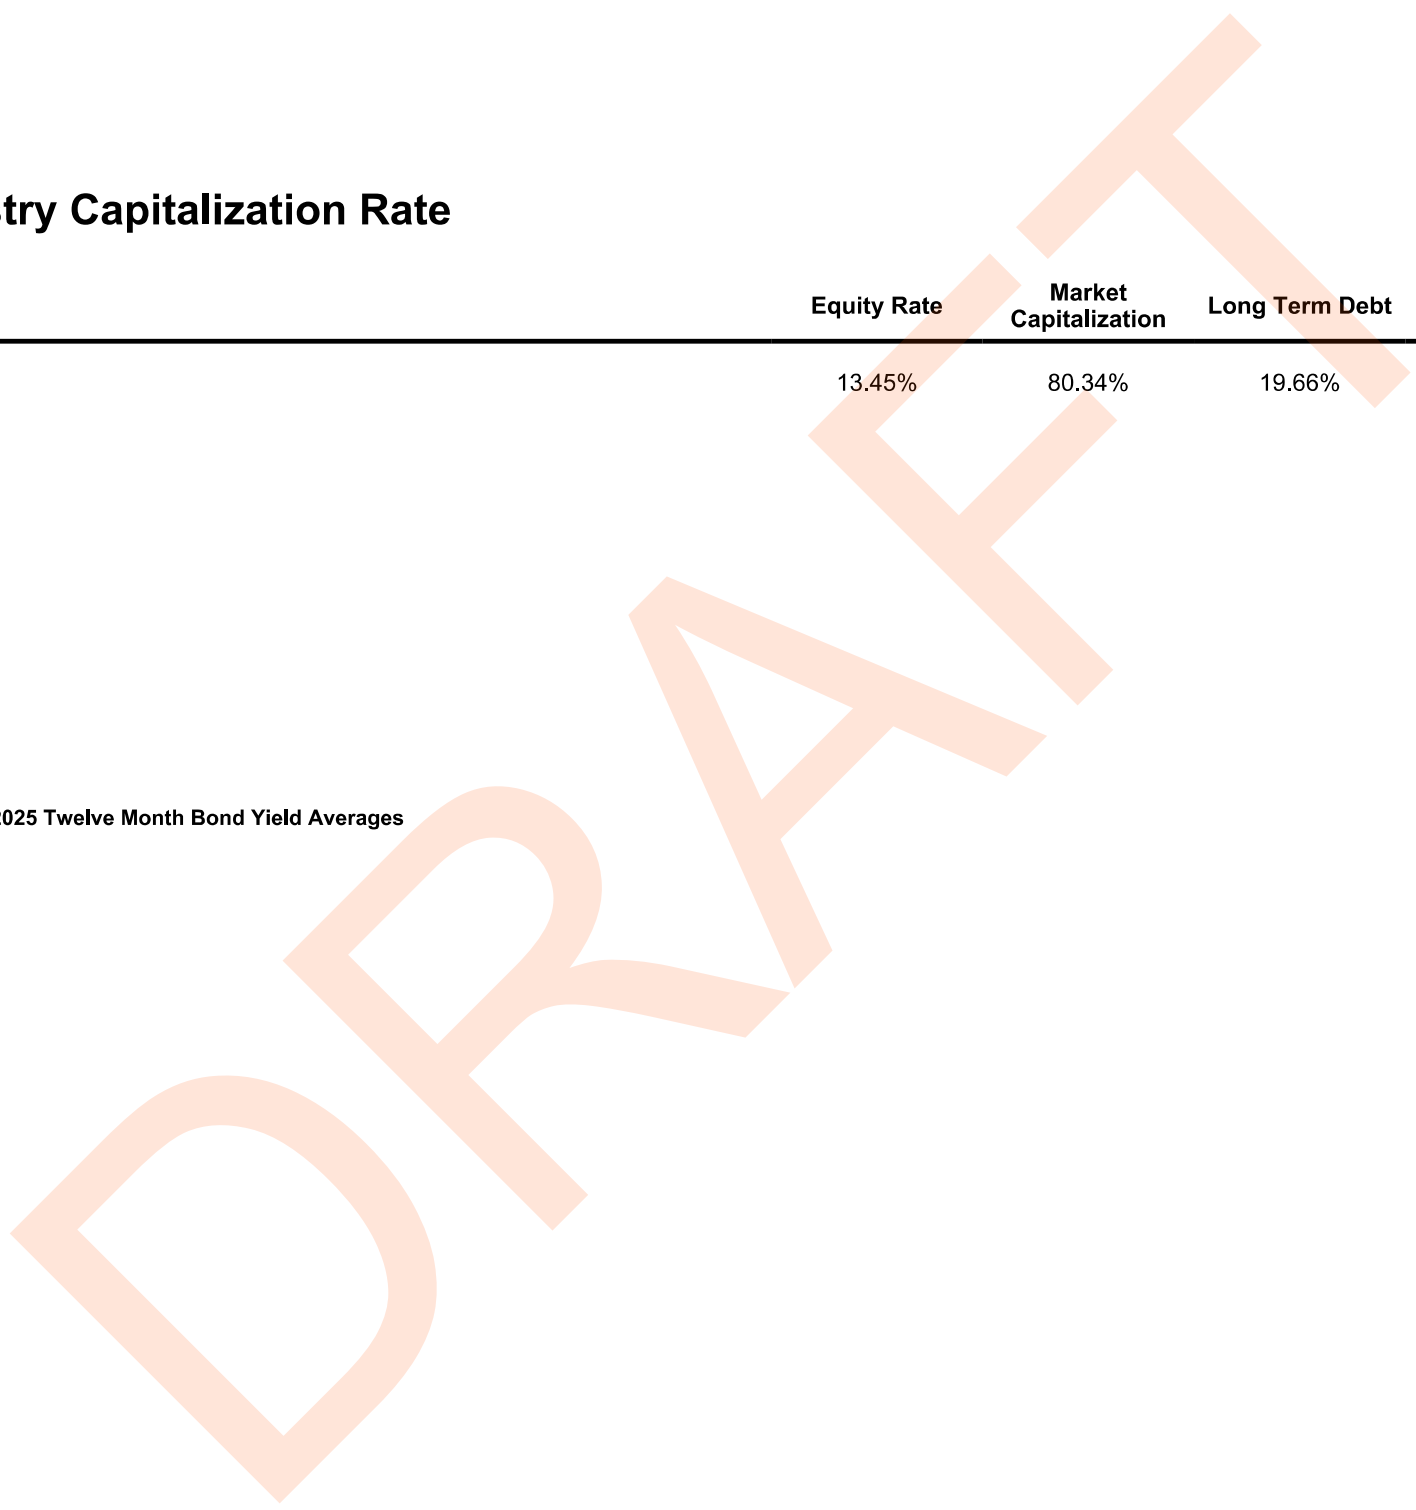 stry Capitalization Rate
Equity Rate Market Capitalization Long Term Debt
13.45% 80.34% 19.66%
2025 Twelve Month Bond Yield Averages
DRAFT